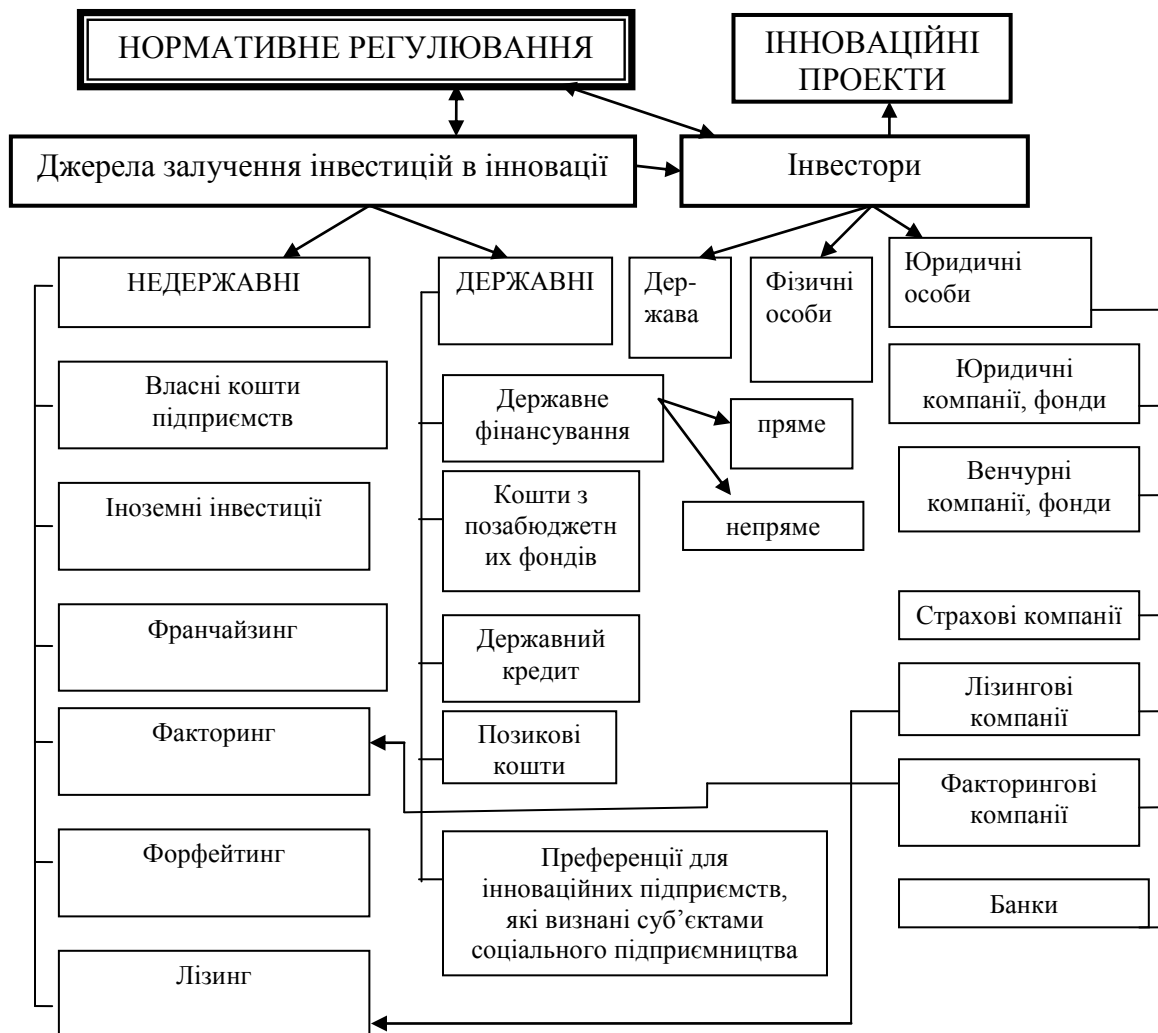 НОРМАТИВНЕ РЕГУЛЮВАННЯ
ІННОВАЦІЙНІ
ПРОЕКТИ
Джерела залучення інвестицій в інновації
Інвестори
НЕДЕРЖАВНІ
Власні кошти
підприємств
Іноземні інвестиції
Франчайзинг
Факторинг
Форфейтинг
Лізинг
ДЕРЖАВНІ
Державне
фінансування
пряме
непряме
Кошти з
позабюджетн
их фондів
Державний
кредит
Позикові
кошти
Преференції для
інноваційних підприємств,
які визнані суб’єктами
соціального підприємництва
Дер-
жава
Фізичні
особи
Юридичні
особи
Юридичні
компанії, фонди
Венчурні
компанії, фонди
Страхові компанії
Лізингові
компанії
Факторингові
компанії
Банки